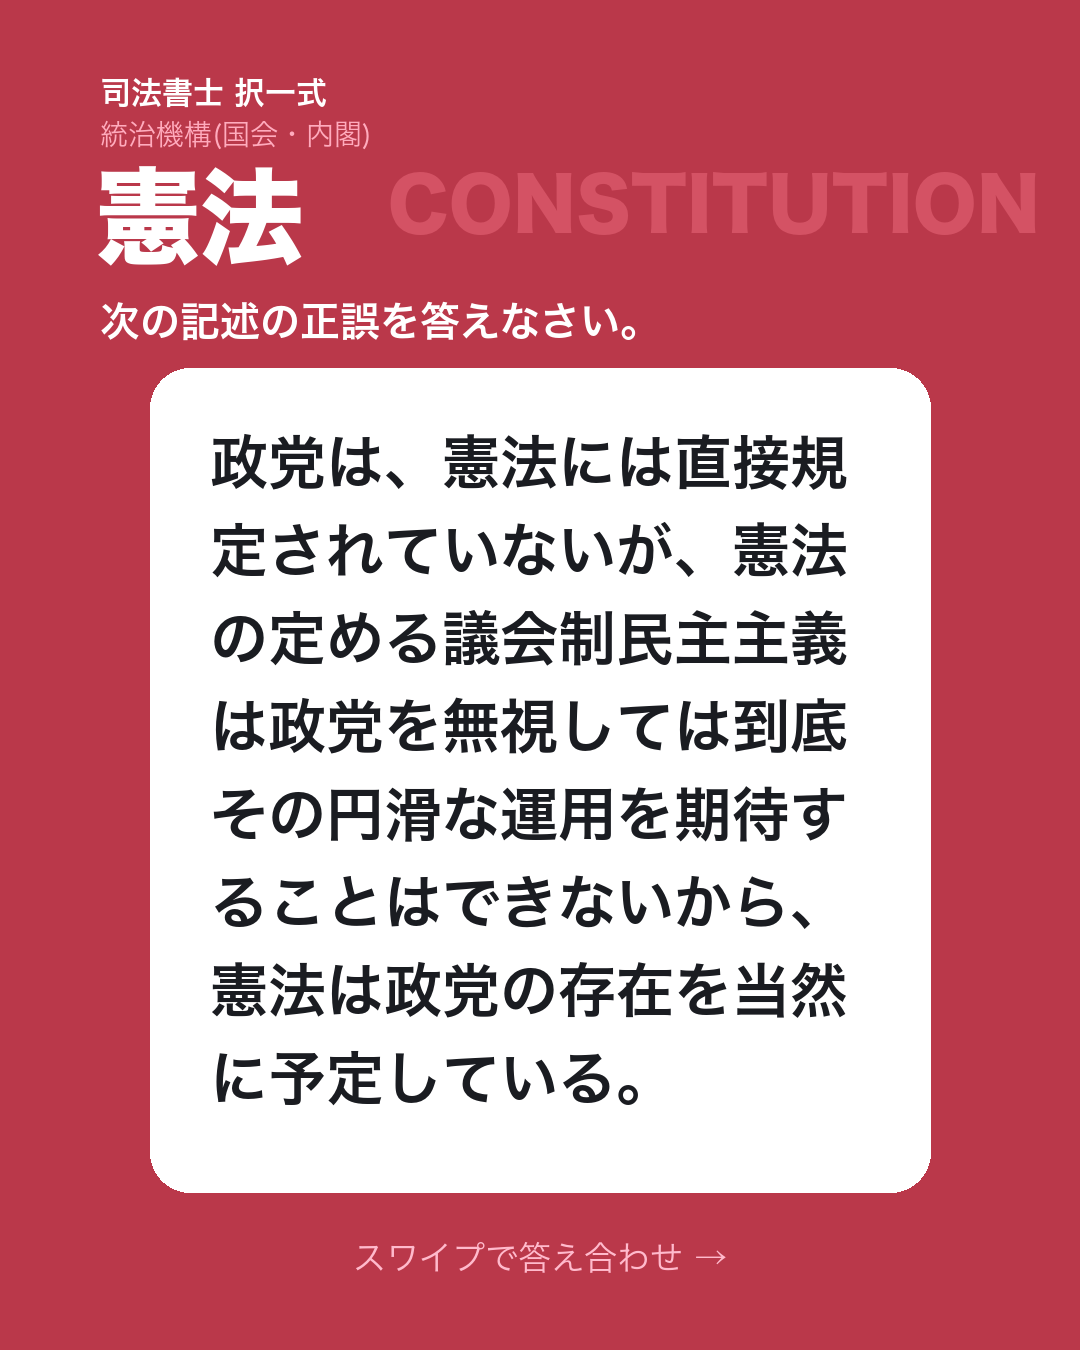 司法書士 択一式
統治機構(国会・内閣)
憲法 CONSTITUTION
次の記述の正誤を答えなさい。
政党は、憲法には直接規
定されていないが、憲法
の定める議会制民主主義
は政党を無視しては到底
その円滑な運用を期待す
ることはできないから、
憲法は政党の存在を当然
に予定している。
スワイプで答え合わせ →